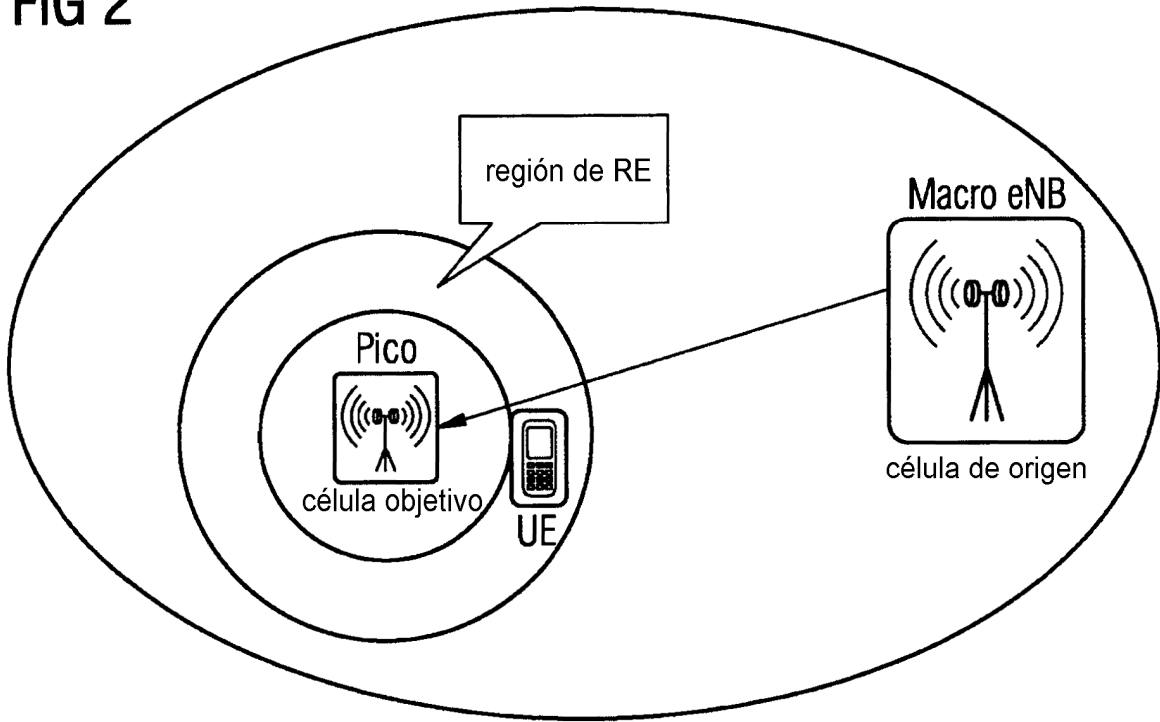 FIG 2
región de RE
Macro eNB
célula de origen
Pico
célula objetivo
UE